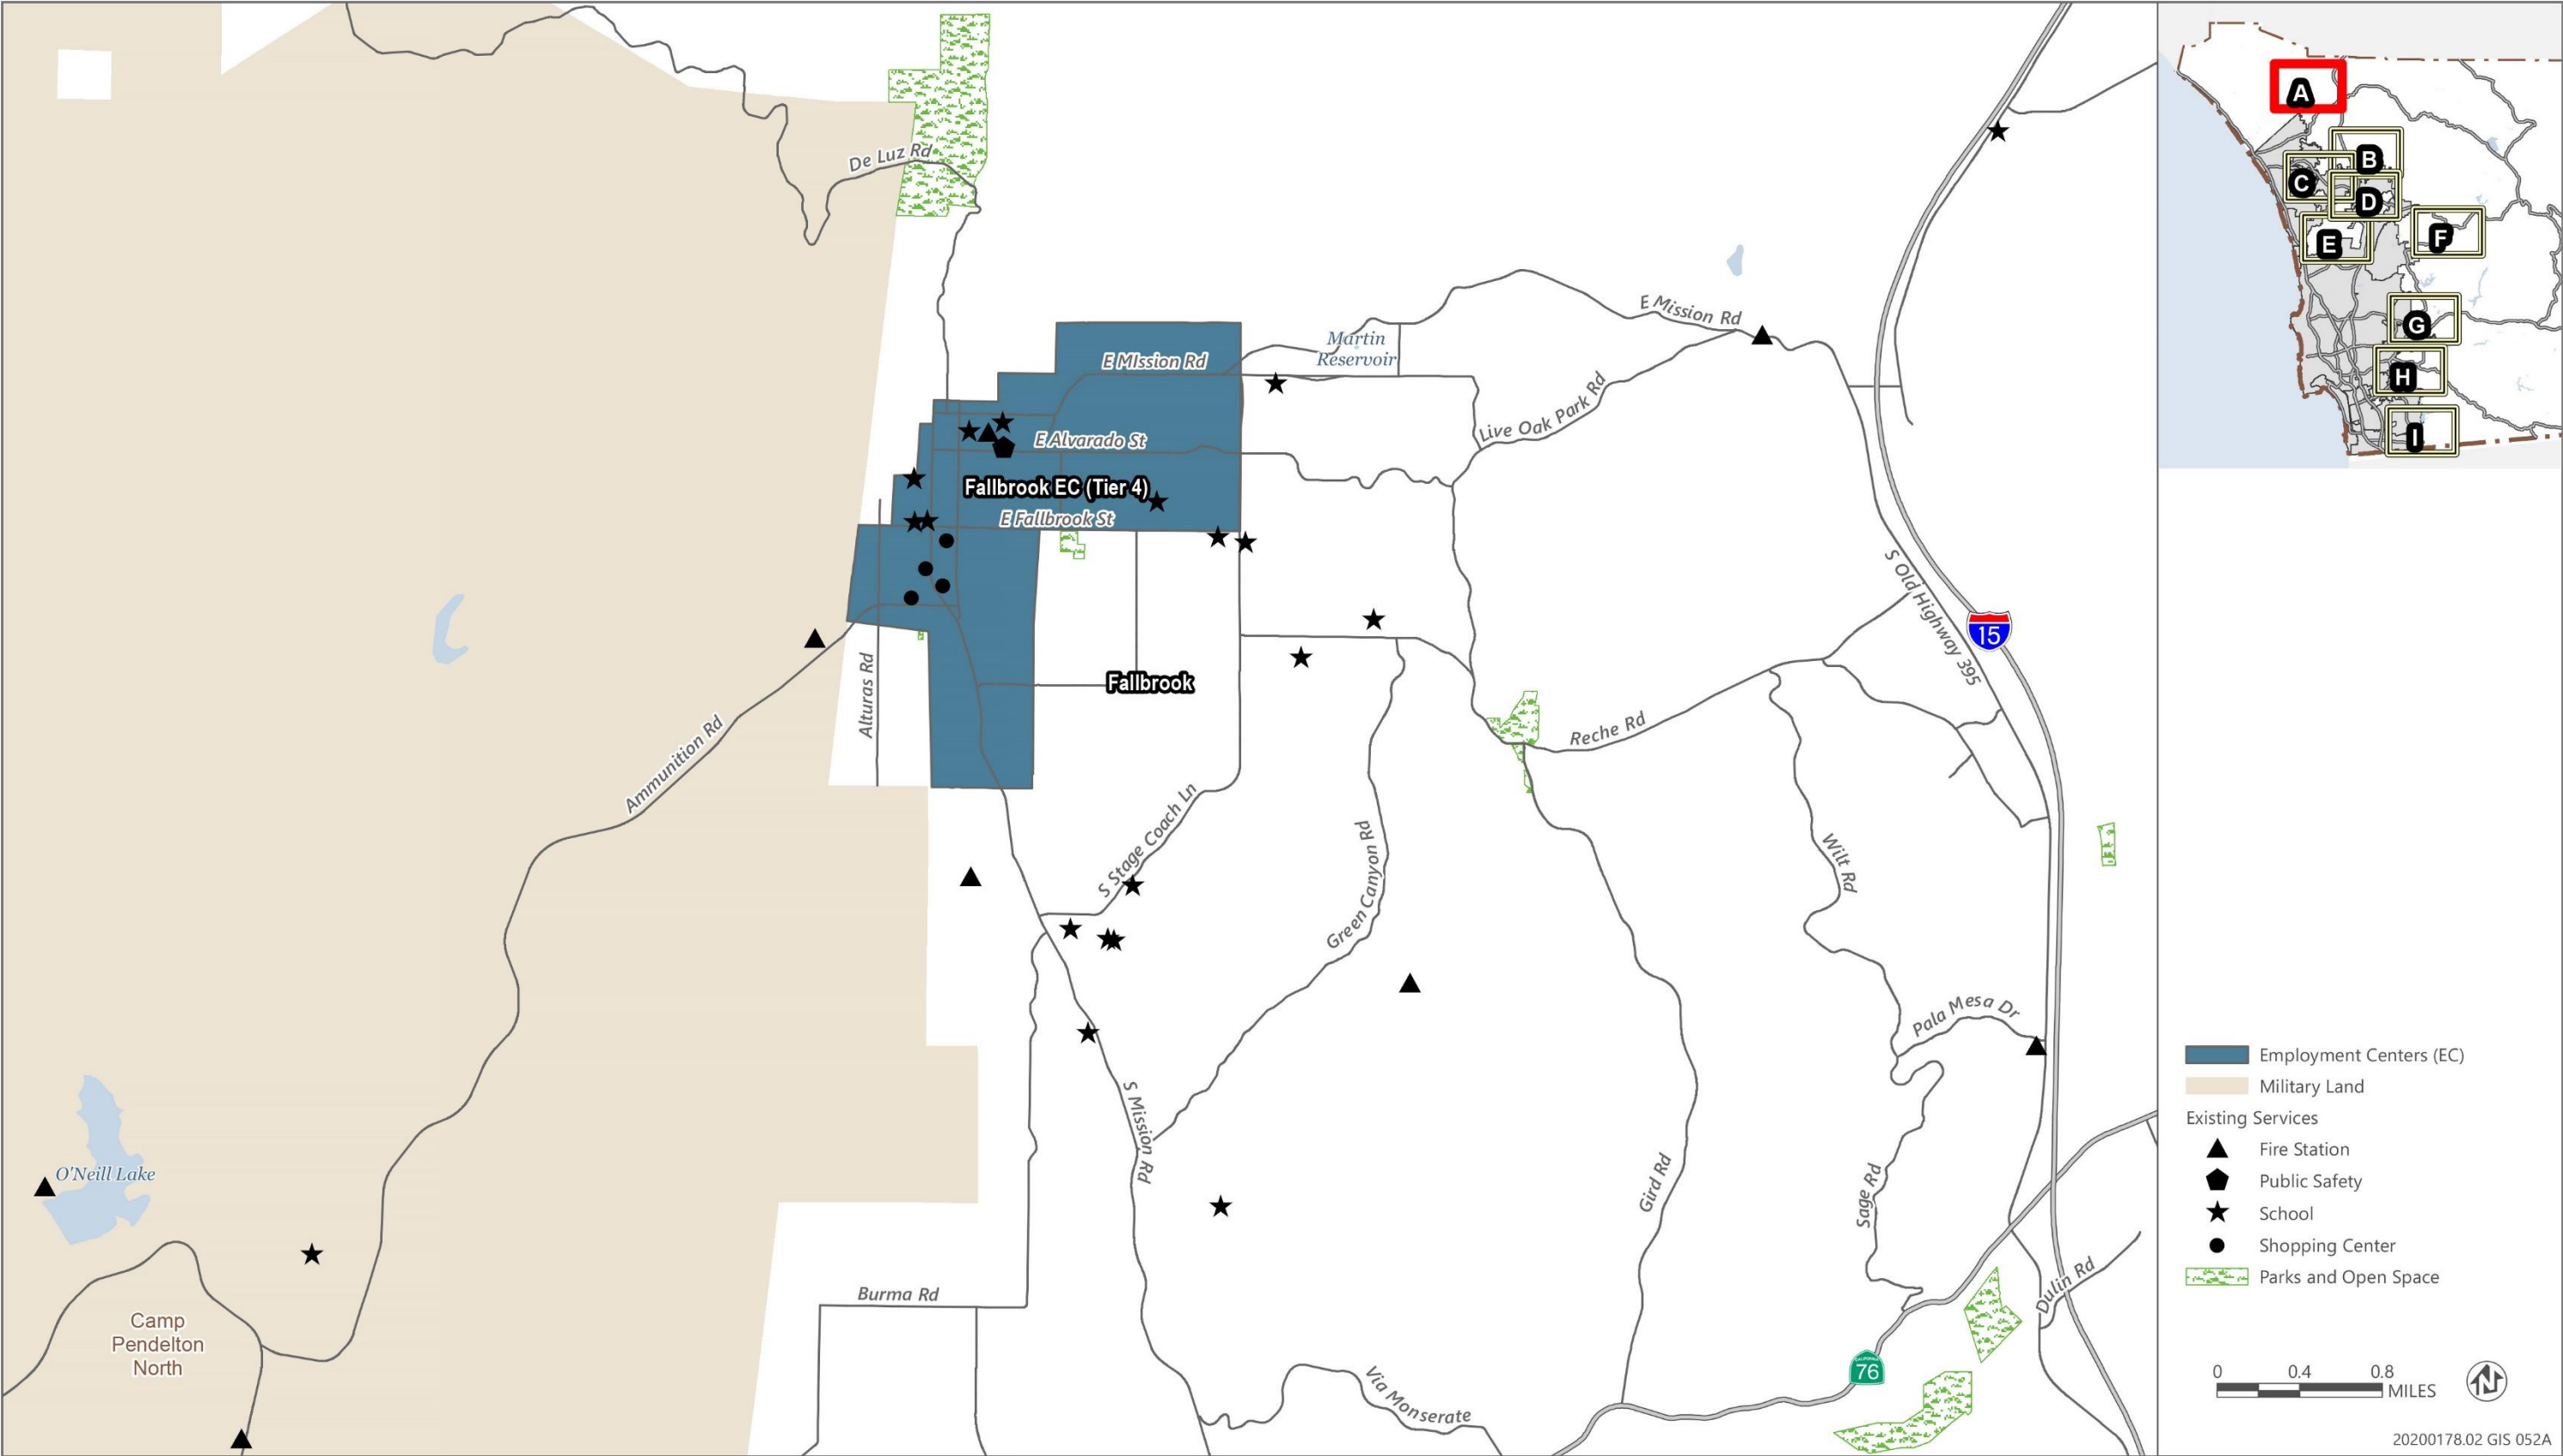 De Luz Rd
E Mission Rd
Martin
Reservoir
E MIssion Rd
Live Oak Park Rd
E Alvarado St
Fallbrook EC (Tier 4)
E Fallbrook St
S Old Highway 395
15
Fallbrook
Alturas Rd
Ammunition Rd
Reche Rd
S Stage Coach Ln
Green Canyon Rd
Wilt Rd
Pala Mesa Dr
S Mission Rd
O'Neill Lake
Gird Rd
Sage Rd
Dulin Rd
Burma Rd
Camp
Pendelton
North
Via Monserate
CALIFORNIA
76
A
B
C
D
E
F
G
H
I
Employment Centers (EC)
Military Land
Existing Services
Fire Station
Public Safety
School
Shopping Center
Parks and Open Space
0 0.4 0.8
MILES
N
20200178.02 GIS 052A